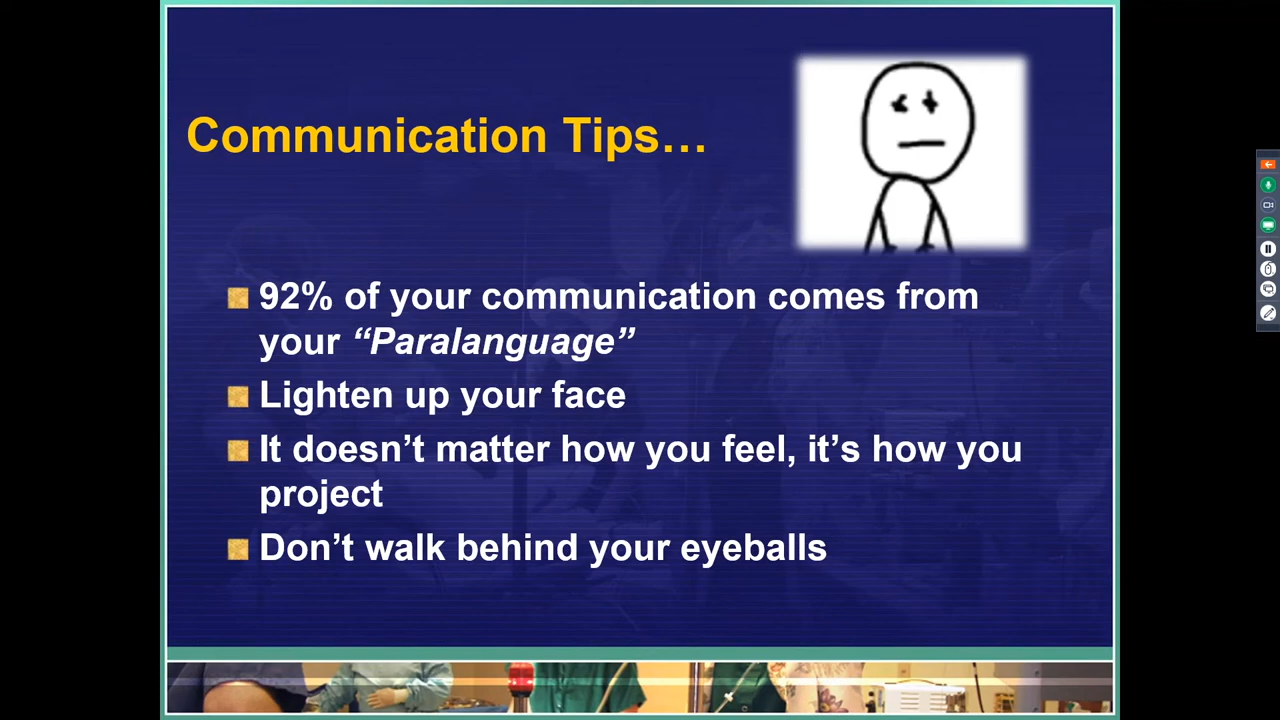 Communication Tips…
92% of your communication comes from
your “Paralanguage”
Lighten up your face
It doesn’t matter how you feel, it’s how you
project
Don’t walk behind your eyeballs